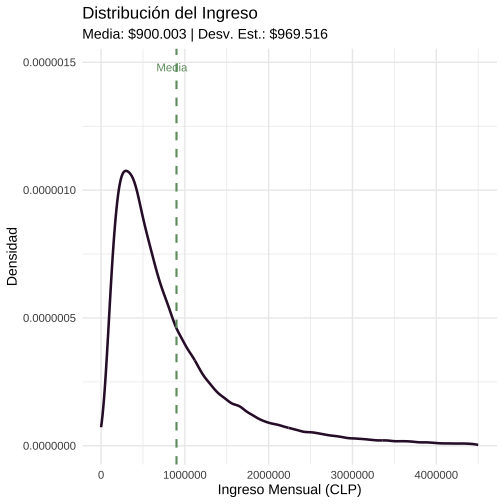 Distribución del Ingreso
Media: $900.003 | Desv. Est.: $969.516
Media
0.0000015
0.0000010
0.0000005
0.0000000
Densidad
0
1000000
2000000
3000000
4000000
Ingreso Mensual (CLP)